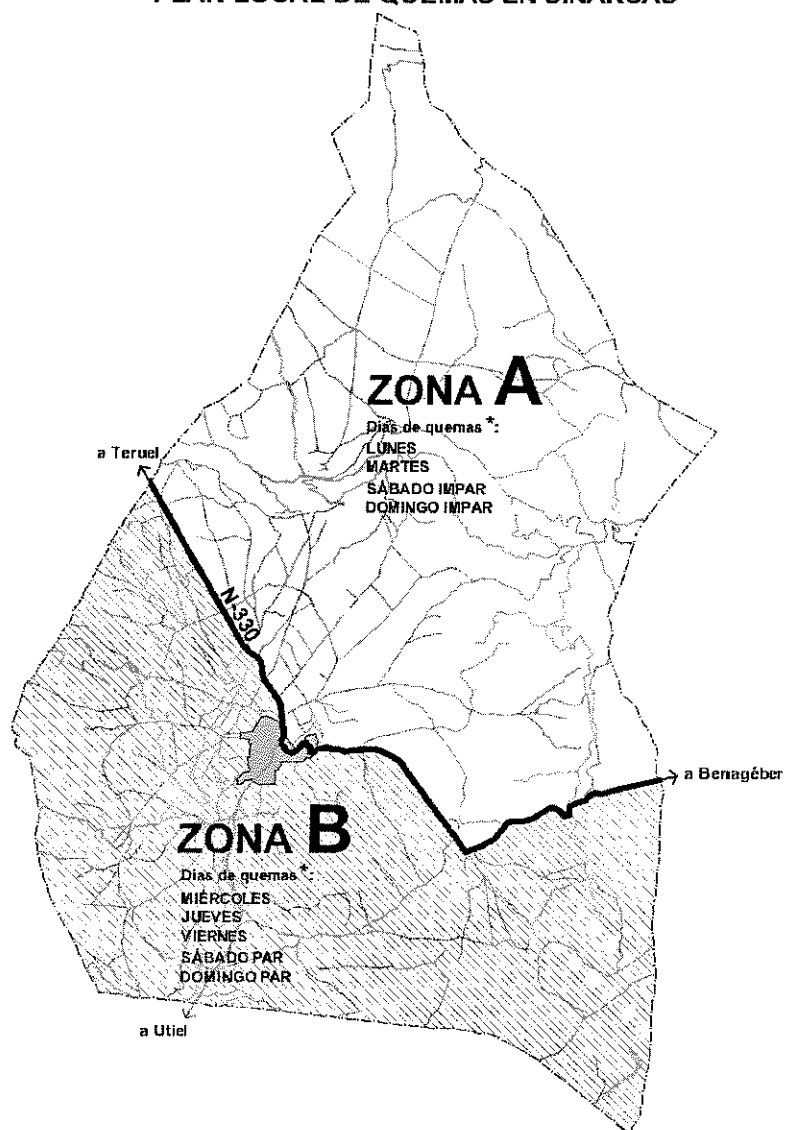 PLAN LOCAL DE QUEMAS EN SINARCAS
ZONA A
Días de quemas *:
LUNES
MARTES
SÁBADO IMPAR
DOMINGO IMPAR
a Teruel
N-330
a Benagéber
ZONA B
Días de quemas *:
MIÉRCOLES
JUEVES
VIERNES
SÁBADO PAR
DOMINGO PAR
a Utiel